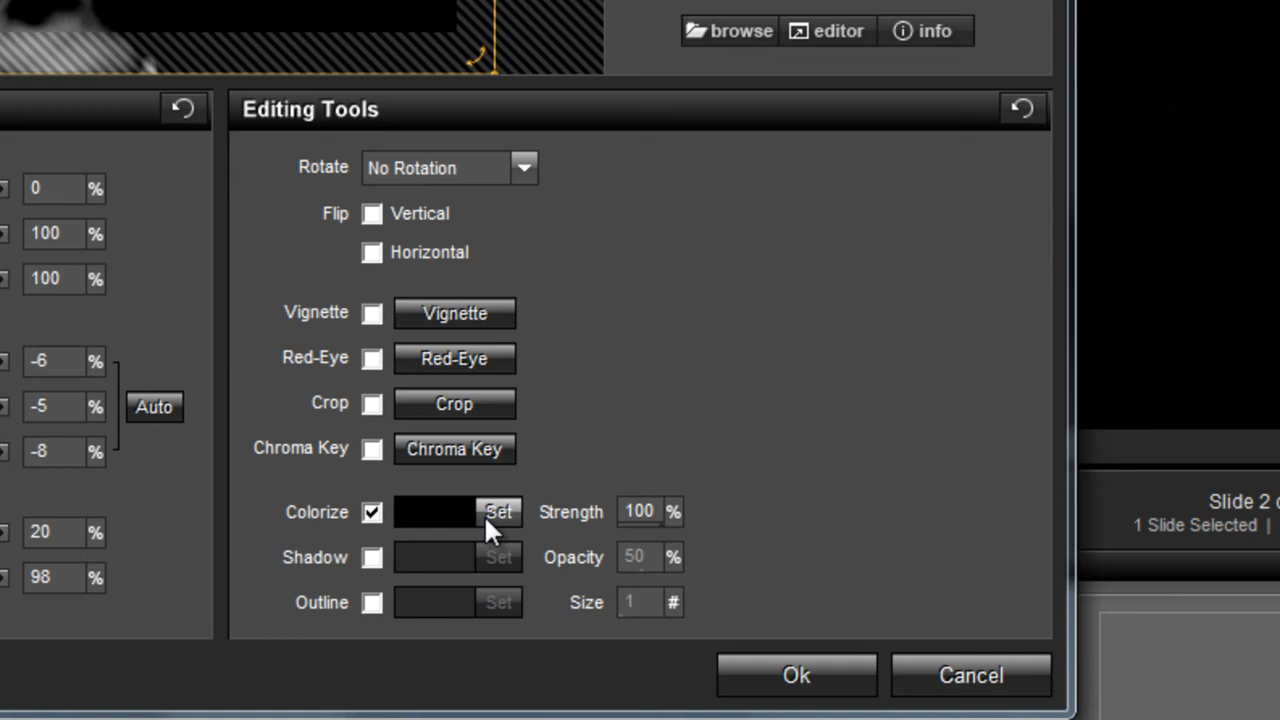 browse editor info
Editing Tools
Rotate No Rotation
0 %
Flip Vertical
100 %
Horizontal
100 %
Vignette Vignette
Red-Eye Red-Eye
-6 %
Crop Crop
-5 % Auto
Chroma Key Chroma Key
-8 %
Colorize Set Strength 100 %
Slide 2
1 Slide Selected |
20 %
Shadow Set Opacity 50 %
98 %
Outline Set Size 1 #
Ok Cancel